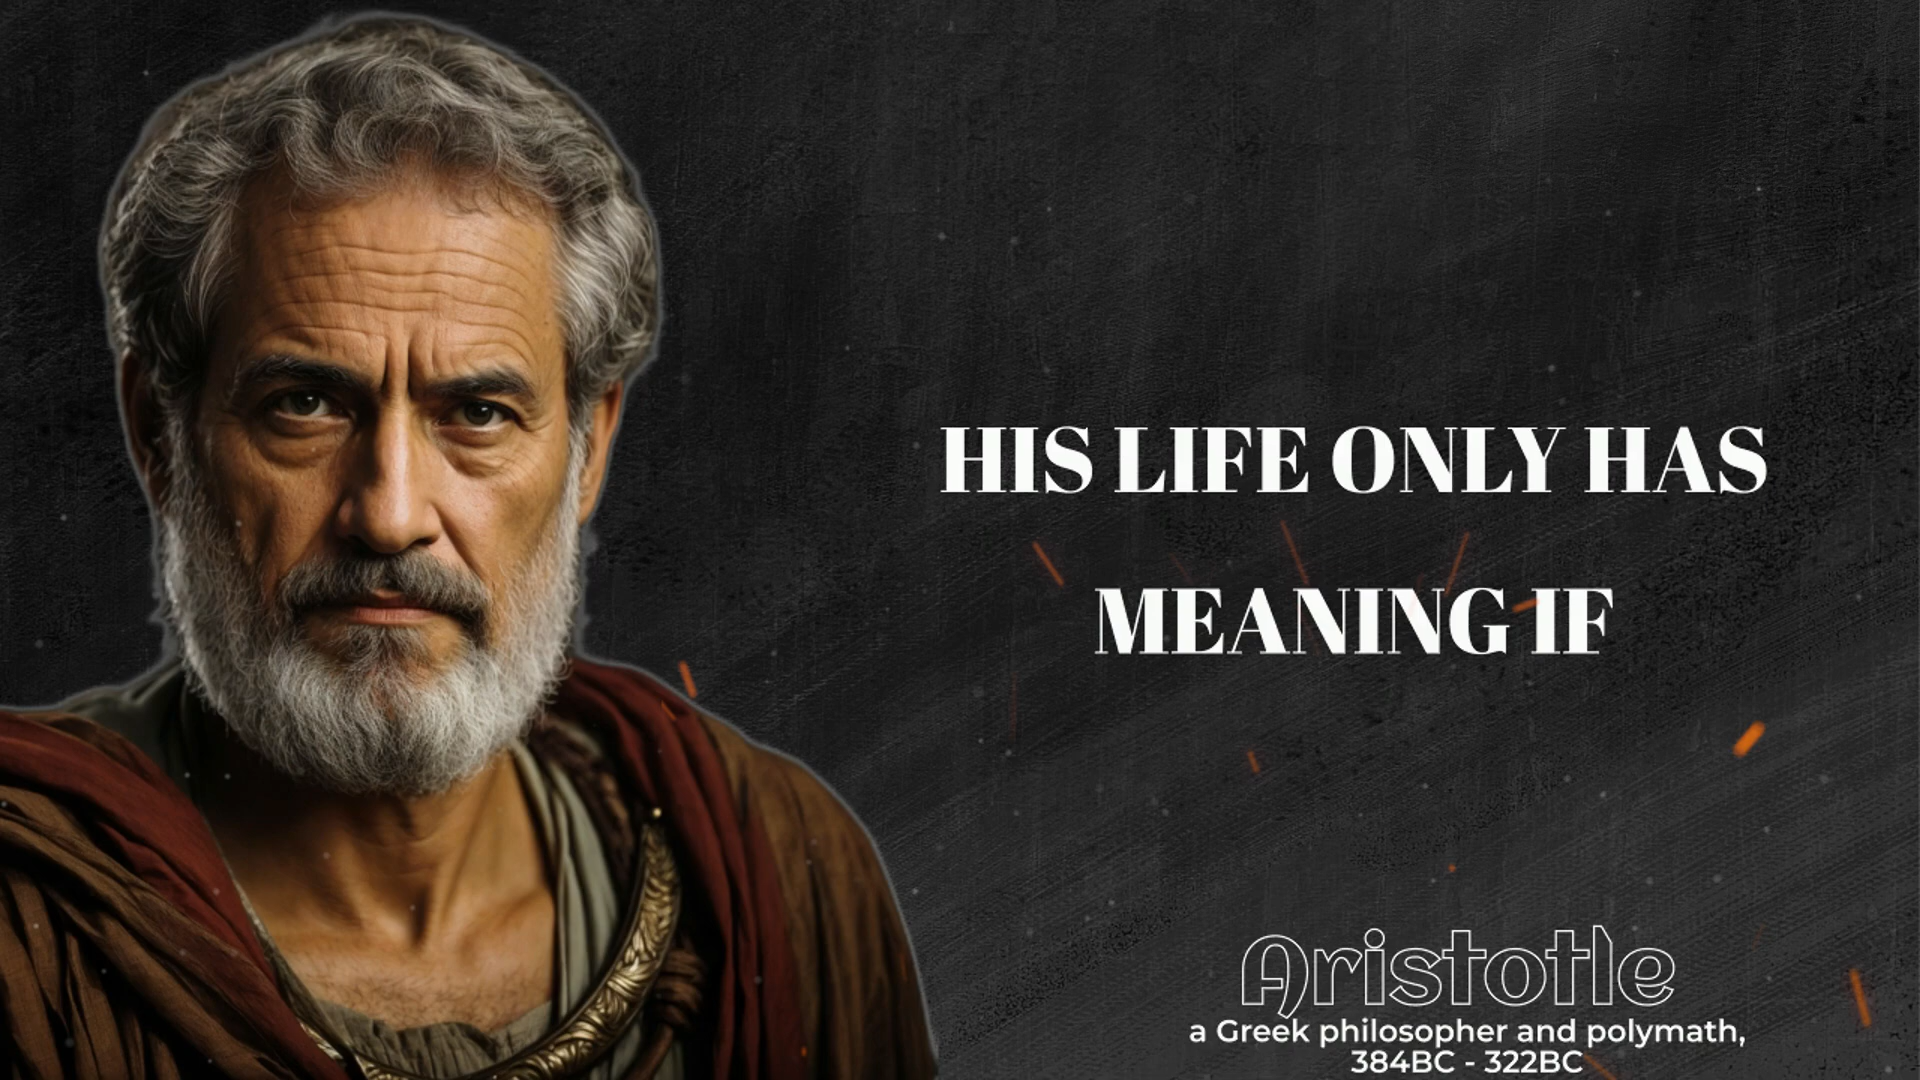 HIS LIFE ONLY HAS
MEANING IF
Aristotle
a Greek philosopher and polymath,
384BC - 322BC